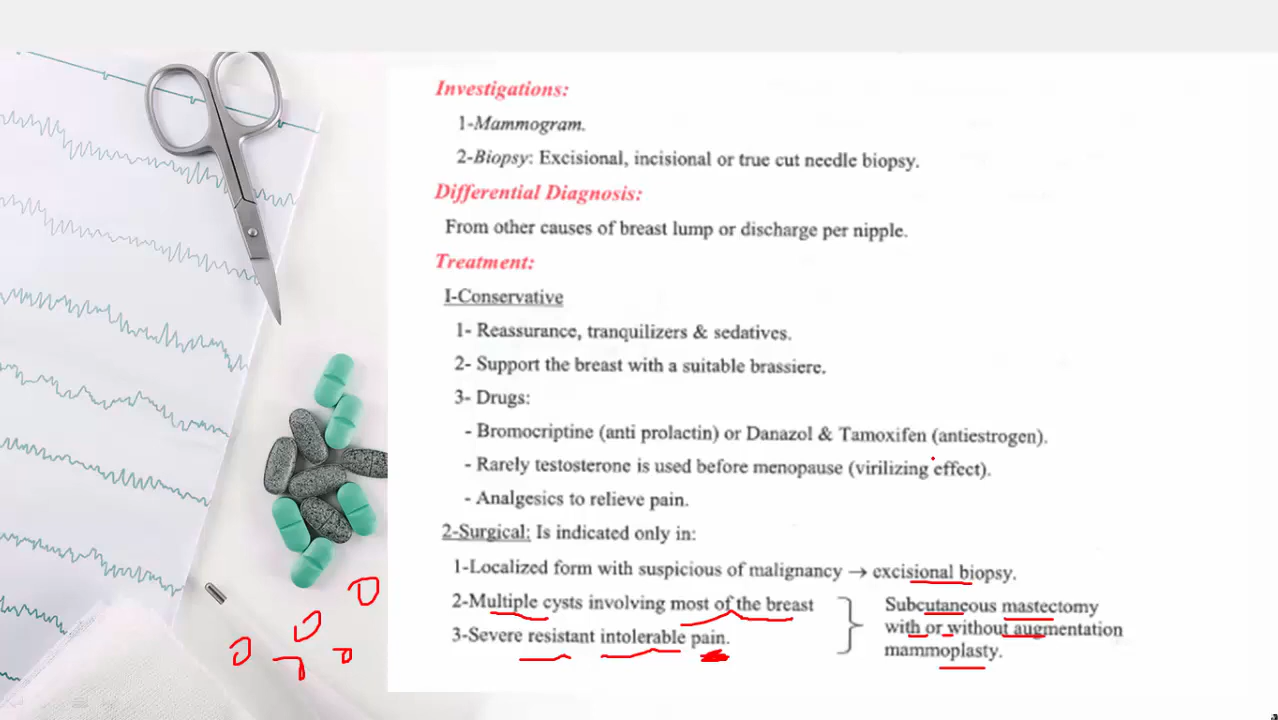 Investigations:
1-Mammogram.
2-Biopsy: Excisional, incisional or true cut needle biopsy.
Differential Diagnosis:
From other causes of breast lump or discharge per nipple.
Treatment:
I-Conservative
1- Reassurance, tranquilizers & sedatives.
2- Support the breast with a suitable brassiere.
3- Drugs:
- Bromocriptine (anti prolactin) or Danazol & Tamoxifen (antiestrogen).
- Rarely testosterone is used before menopause (virilizing effect).
- Analgesics to relieve pain.
2-Surgical: Is indicated only in:
1-Localized form with suspicious of malignancy → excisional biopsy.
2-Multiple cysts involving most of the breast
3-Severe resistant intolerable pain.
Subcutaneous mastectomy
with or without augmentation
mammoplasty.